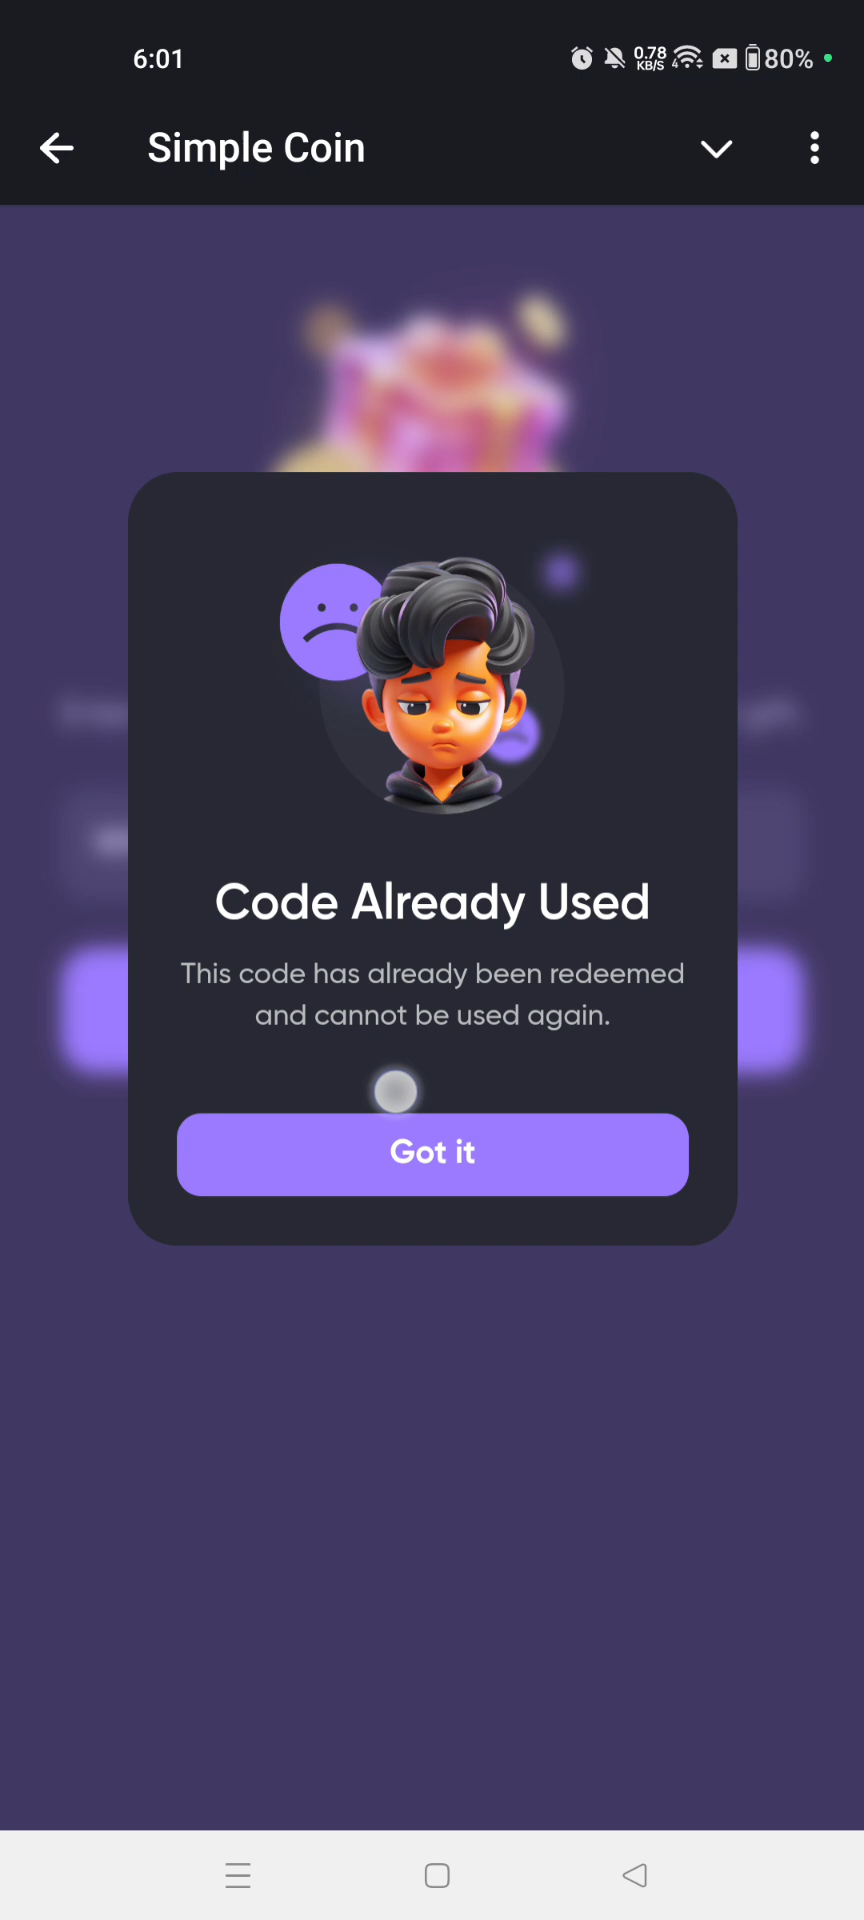 6:01
0.78
KB/S
4
80%
Simple Coin
Code Already Used
This code has already been redeemed
and cannot be used again.
Got it